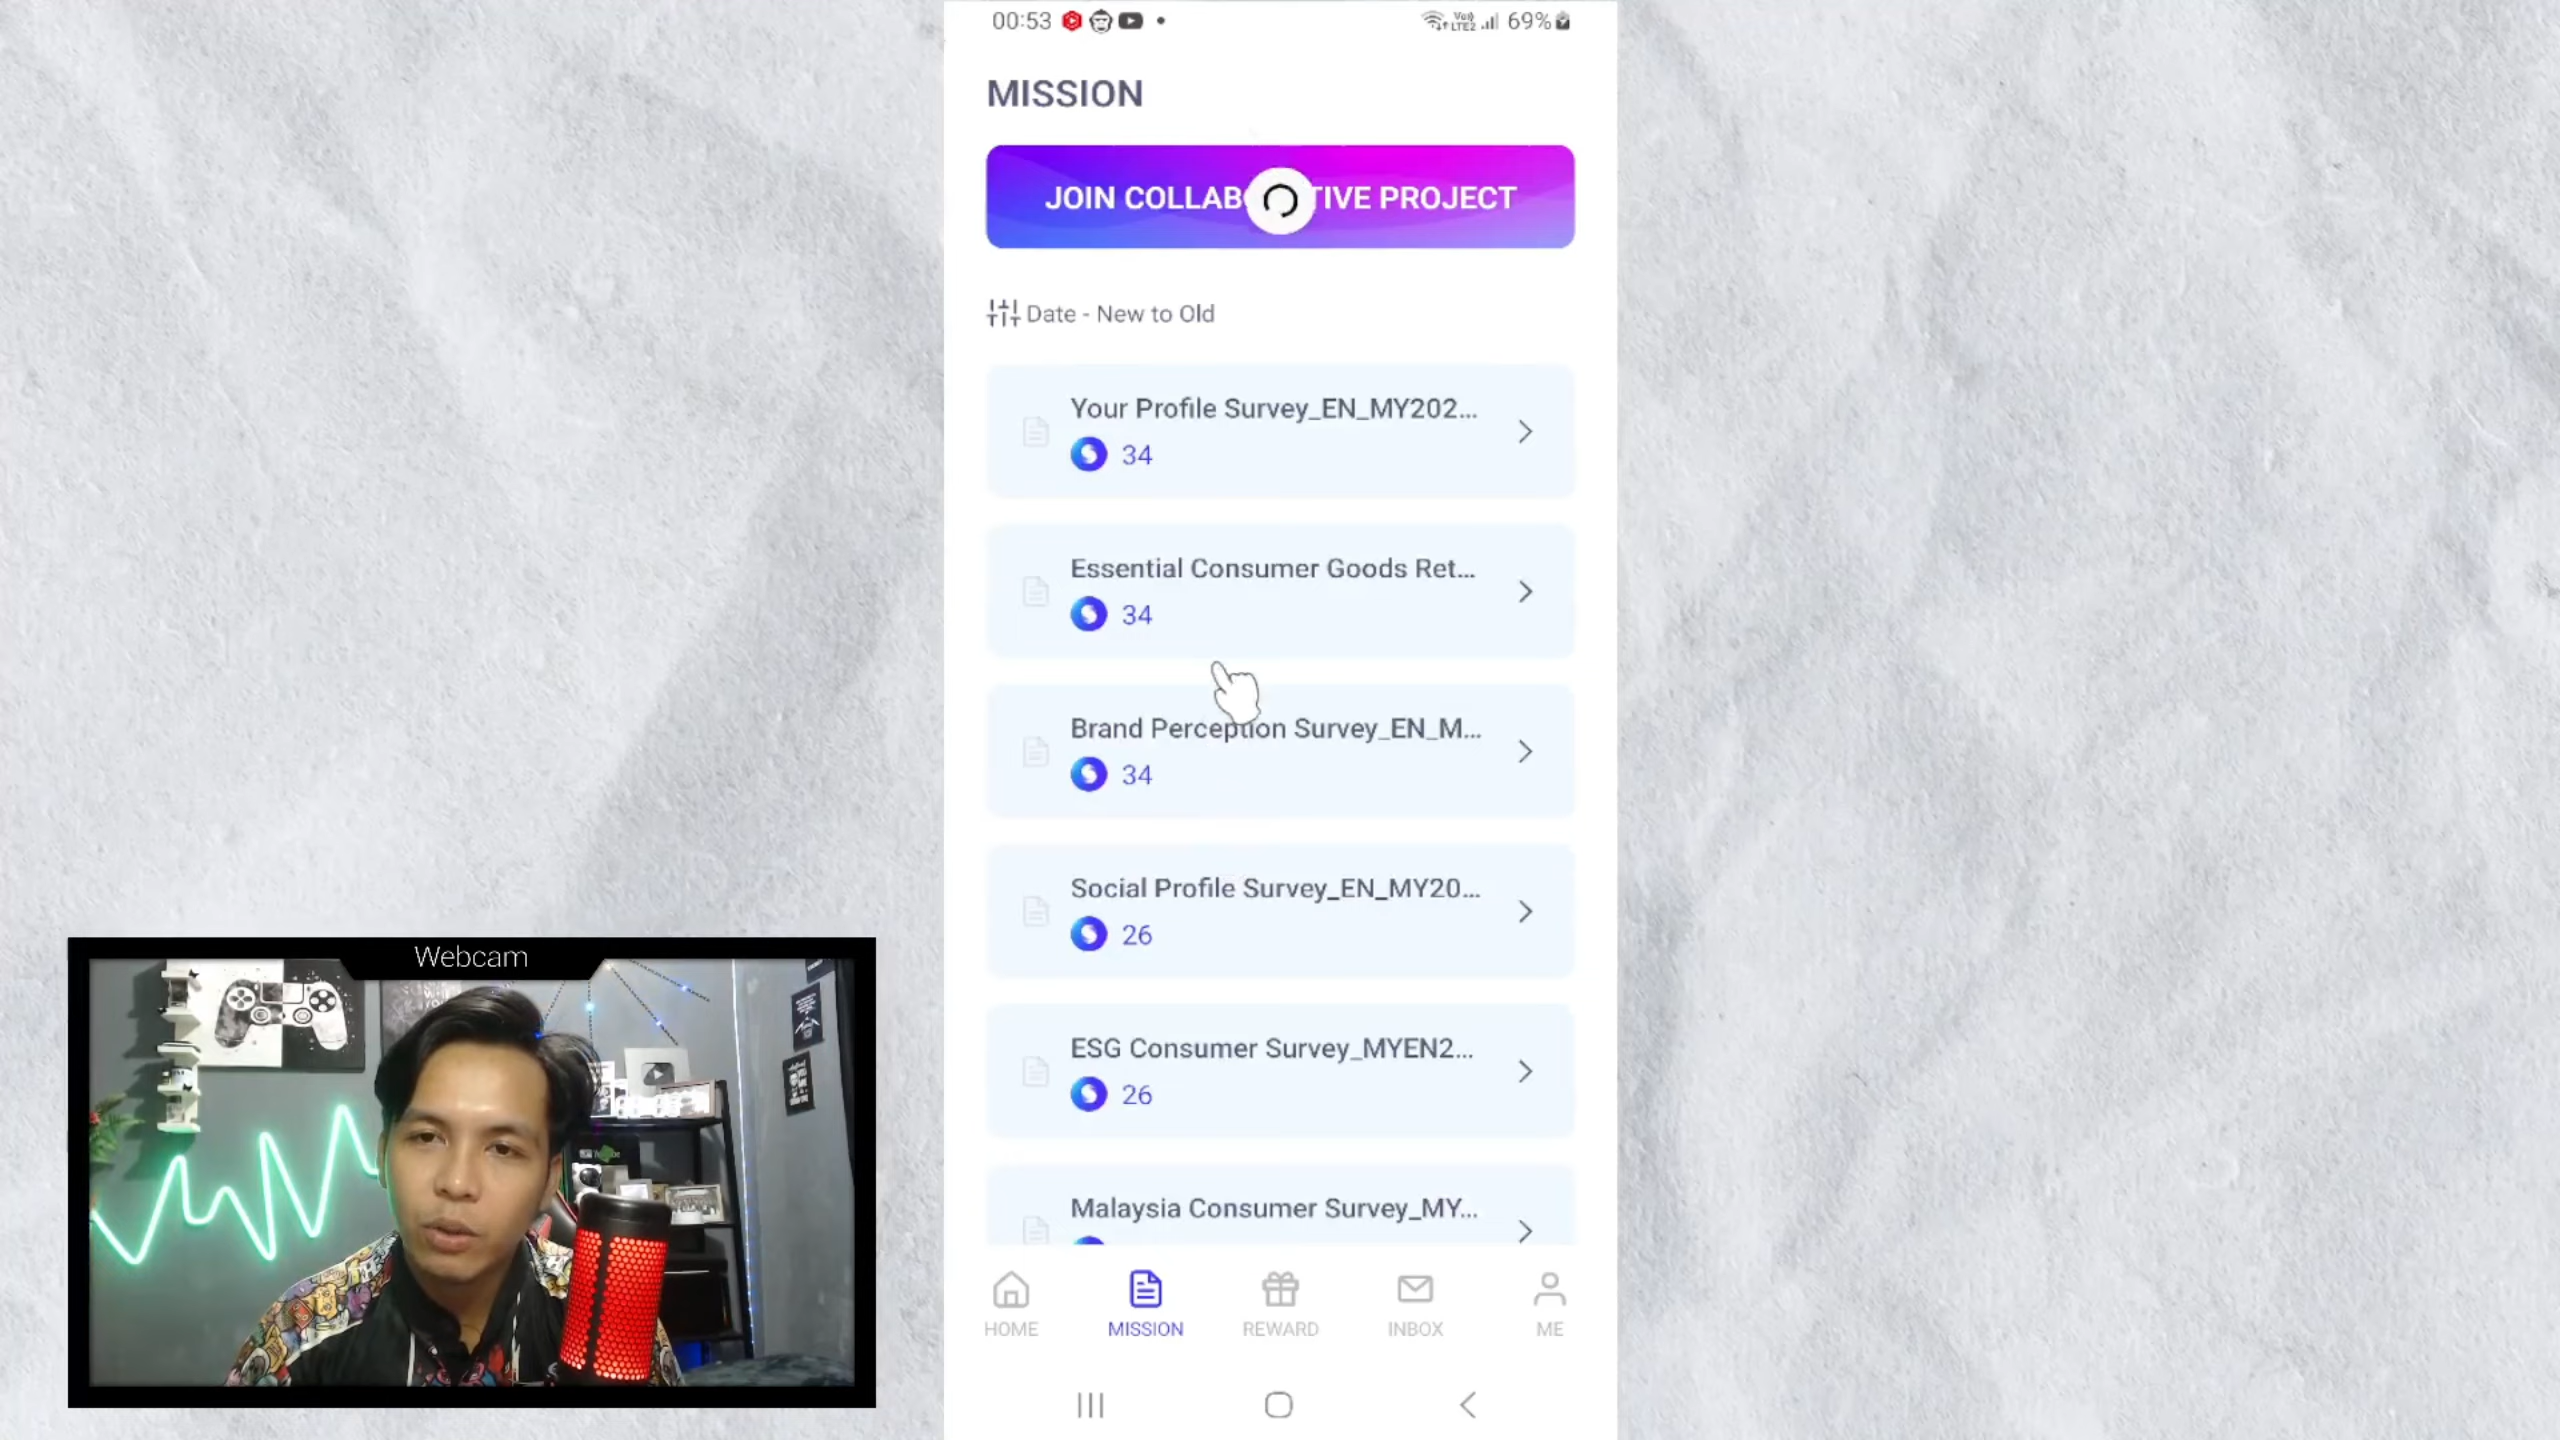 00:53
Vo))
LTE2
69%
MISSION
JOIN COLLAB TIVE PROJECT
Date - New to Old
Your Profile Survey_EN_MY202...
34
Essential Consumer Goods Ret...
34
Brand Perception Survey_EN_M...
34
Social Profile Survey_EN_MY20...
26
ESG Consumer Survey_MYEN2...
26
Malaysia Consumer Survey_MY...
HOME
MISSION
REWARD
INBOX
ME
Webcam